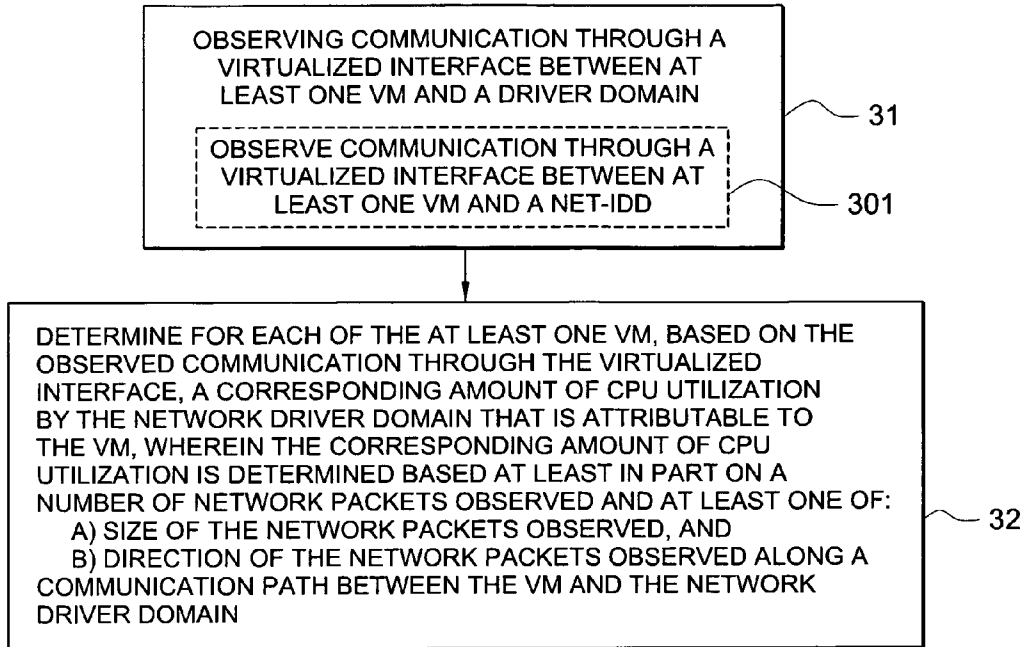 OBSERVING COMMUNICATION THROUGH A
VIRTUALIZED INTERFACE BETWEEN AT
LEAST ONE VM AND A DRIVER DOMAIN
31
OBSERVE COMMUNICATION THROUGH A
VIRTUALIZED INTERFACE BETWEEN AT
LEAST ONE VM AND A NET-IDD
301
DETERMINE FOR EACH OF THE AT LEAST ONE VM, BASED ON THE
OBSERVED COMMUNICATION THROUGH THE VIRTUALIZED
INTERFACE, A CORRESPONDING AMOUNT OF CPU UTILIZATION
BY THE NETWORK DRIVER DOMAIN THAT IS ATTRIBUTABLE TO
THE VM, WHEREIN THE CORRESPONDING AMOUNT OF CPU
UTILIZATION IS DETERMINED BASED AT LEAST IN PART ON A
NUMBER OF NETWORK PACKETS OBSERVED AND AT LEAST ONE OF:
A) SIZE OF THE NETWORK PACKETS OBSERVED, AND
B) DIRECTION OF THE NETWORK PACKETS OBSERVED ALONG A
COMMUNICATION PATH BETWEEN THE VM AND THE NETWORK
DRIVER DOMAIN
32